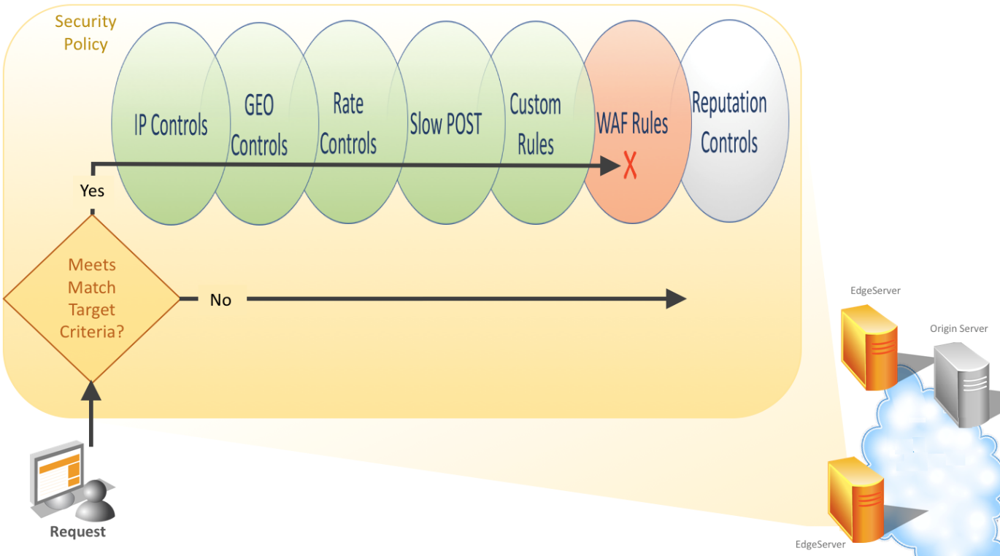 Security
Policy
IP Controls
GEO
Controls
Rate
Controls
Slow POST
Custom
Rules
WAF Rules
X
Reputation
Controls
Yes
Meets
Match
Target
Criteria?
No
Request
EdgeServer
Origin Server
EdgeServer